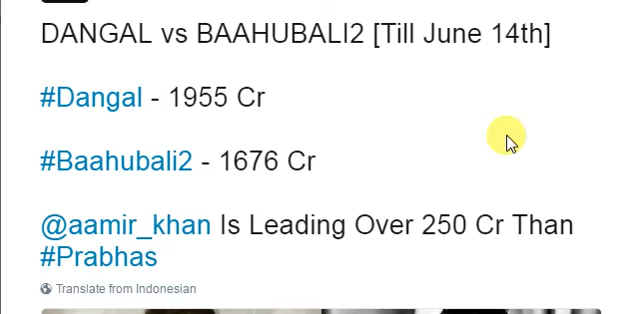 DANGAL vs BAAHUBALI2 [Till June 14th]
#Dangal - 1955 Cr
#Baahubali2 - 1676 Cr
@aamir_khan Is Leading Over 250 Cr Than
#Prabhas
Translate from Indonesian